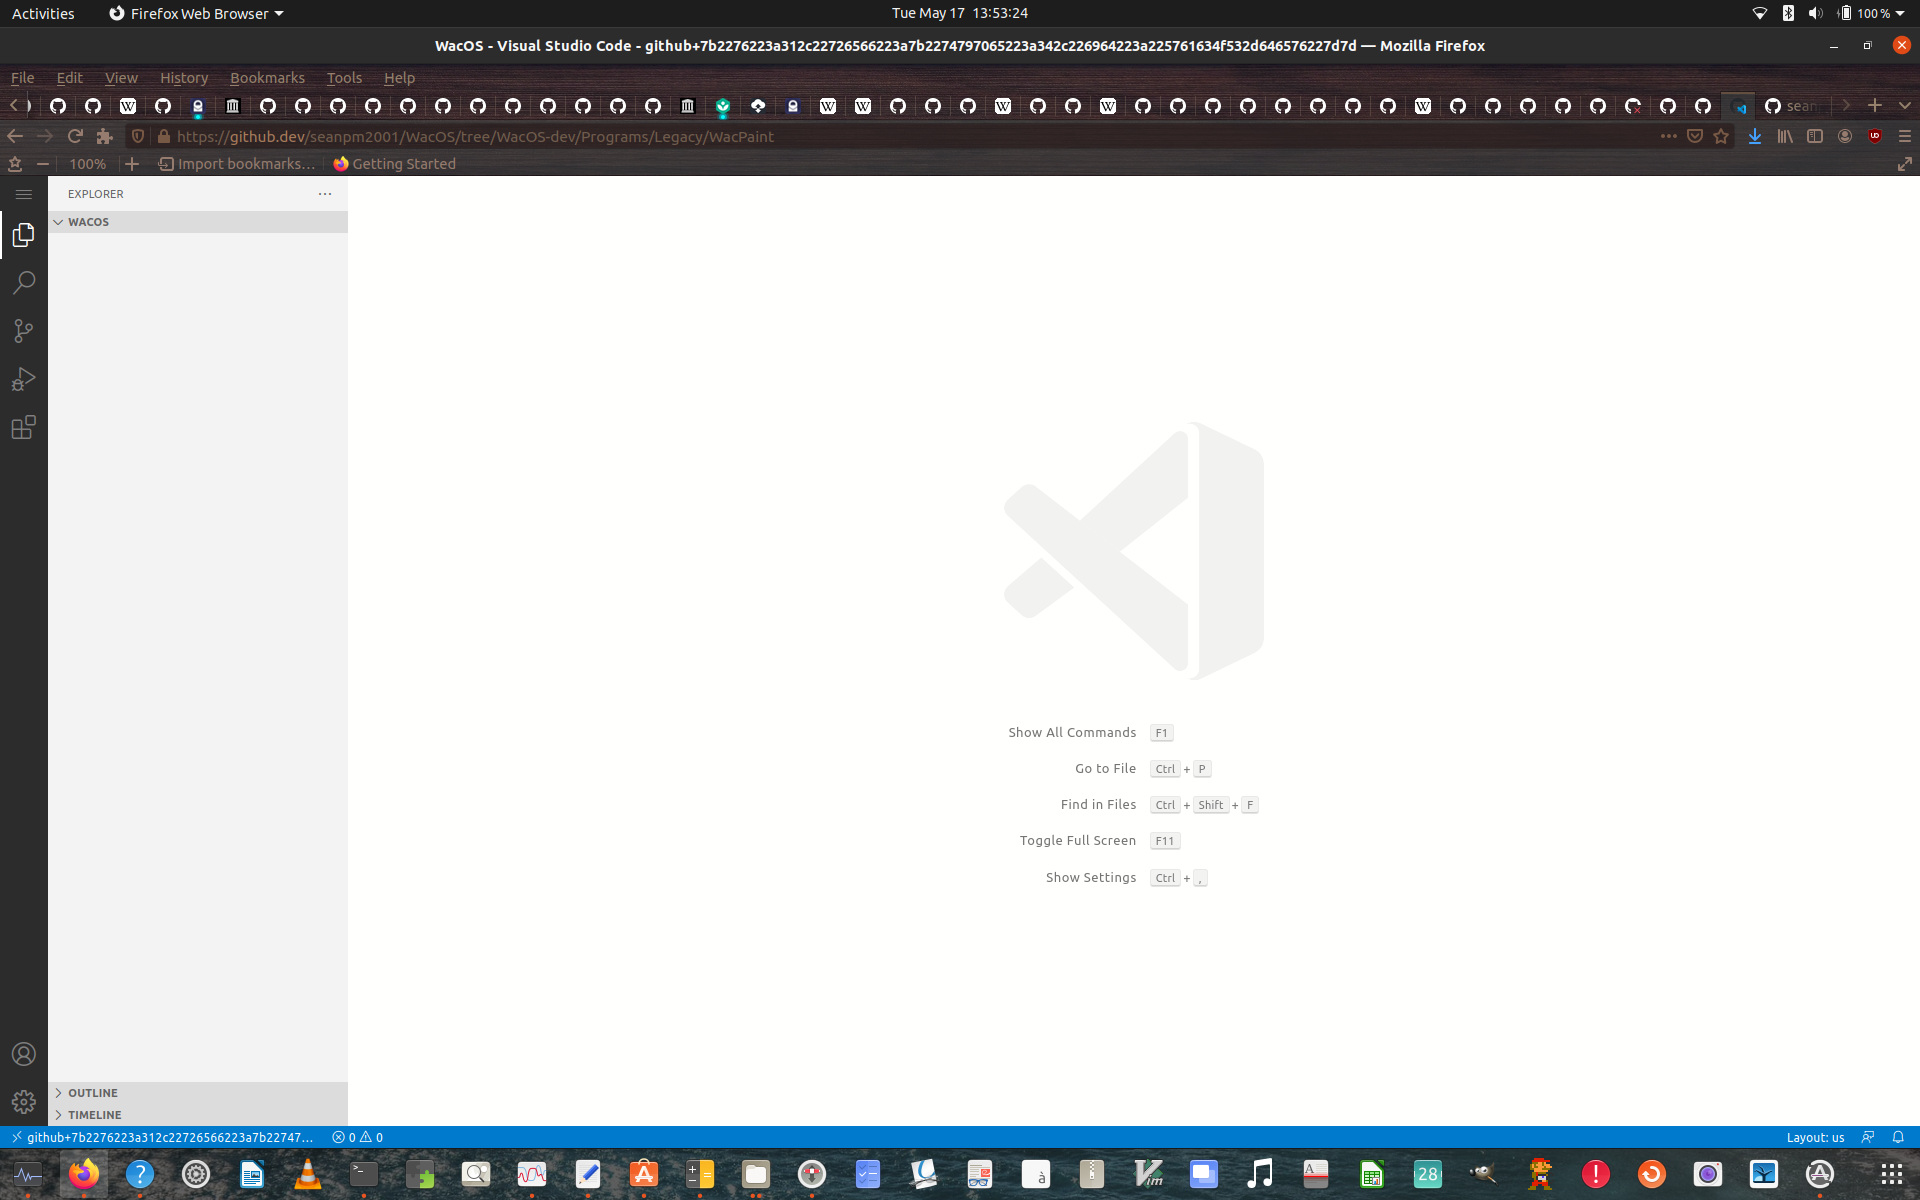 Activities Firefox Web Browser Tue May 17 13:53:24 100 %
WacOS - Visual Studio Code - github+7b2276223a312c22726566223a7b2274797065223a342c226964223a225761634f532d646576227d7d — Mozilla Firefox
File Edit View History Bookmarks Tools Help
sean
https://github.dev/seanpm2001/WacOS/tree/WacOS-dev/Programs/Legacy/WacPaint
100% Import bookmarks... Getting Started
EXPLORER
WACOS
Show All Commands F1
Go to File Ctrl + P
Find in Files Ctrl + Shift + F
Toggle Full Screen F11
Show Settings Ctrl + ,
OUTLINE
TIMELINE
github+7b2276223a312c22726566223a7b22747... 0 0 Layout: us
28